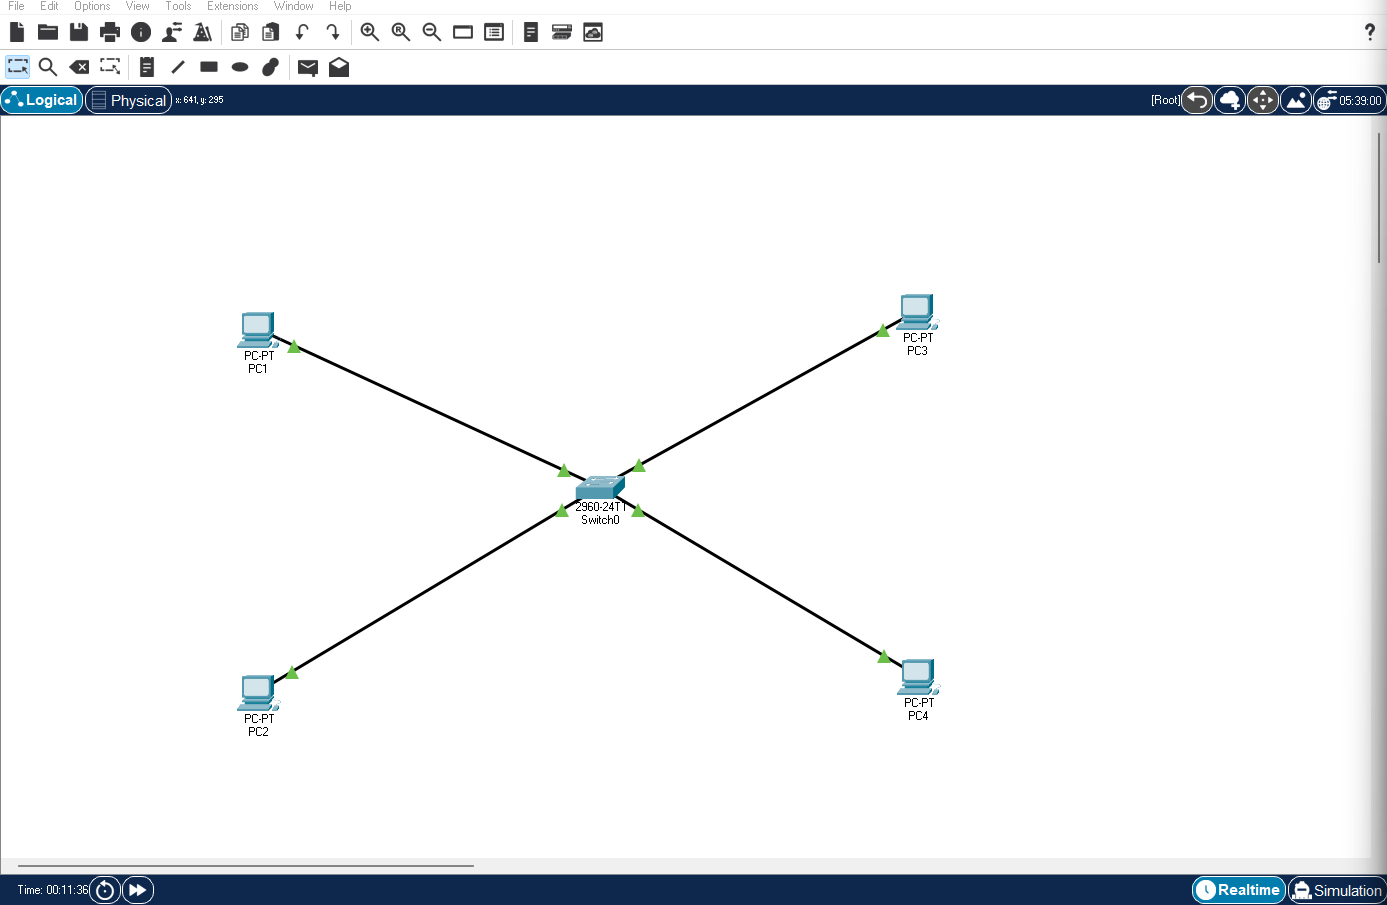 File Edit Options View Tools Extensions Window Help
?
Logical Physical x: 641, y: 295 [Root] 05:39:00
PC-PT
PC3
PC-PT
PC1
2960-24TT
Switch0
PC-PT
PC4
PC-PT
PC2
Time: 00:11:36 Realtime Simulation